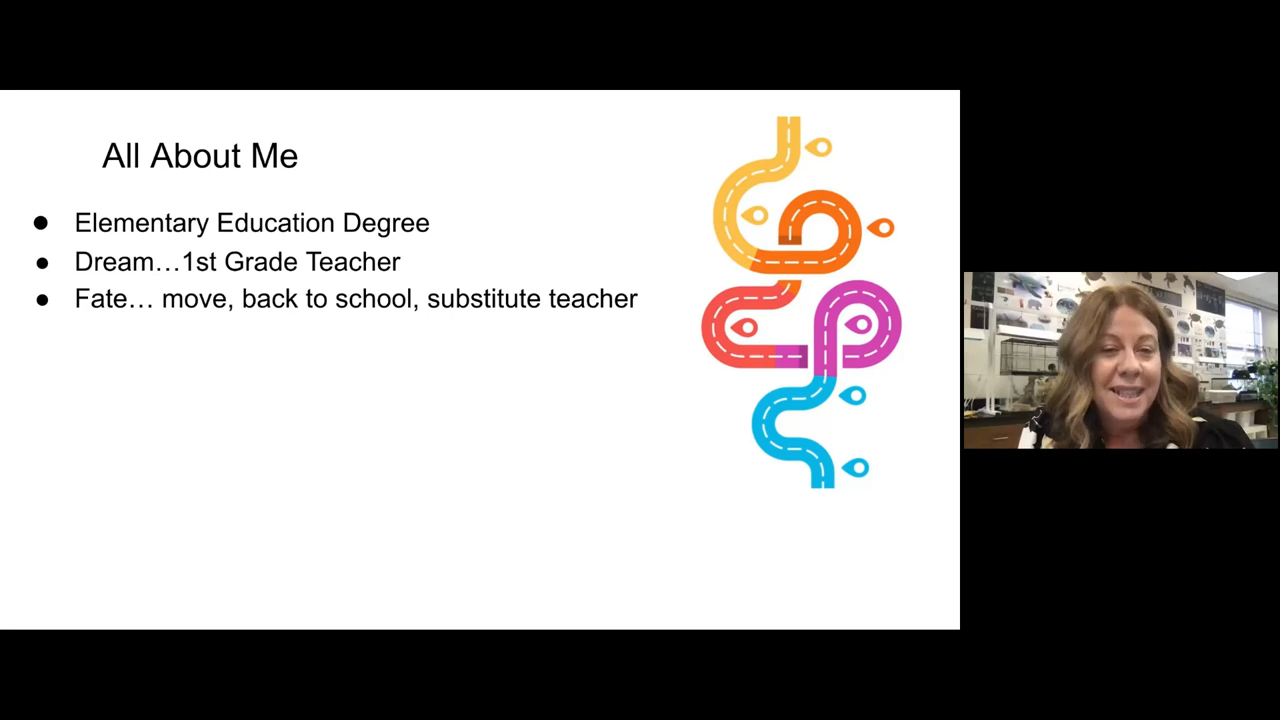 All About Me
● Elementary Education Degree
● Dream…1st Grade Teacher
● Fate… move, back to school, substitute teacher